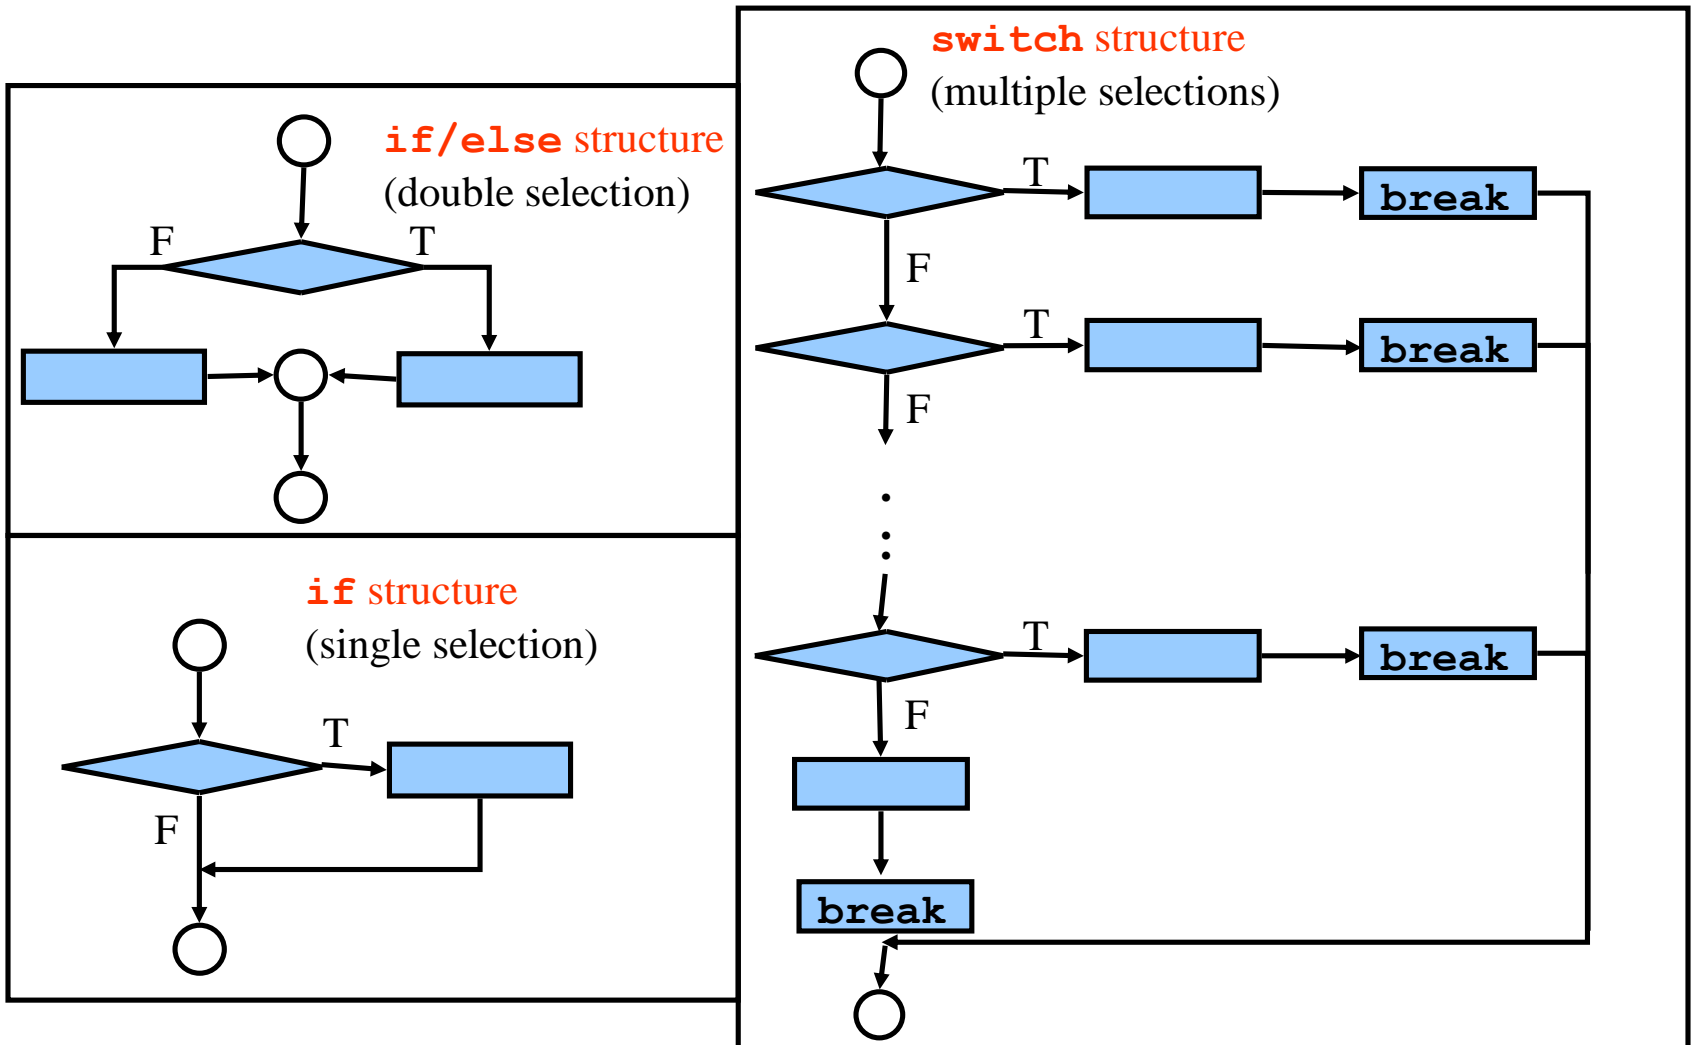 if/else structure
(double selection)
F
T
if structure
(single selection)
T
F
switch structure
(multiple selections)
T
break
F
T
break
F
T
break
F
break